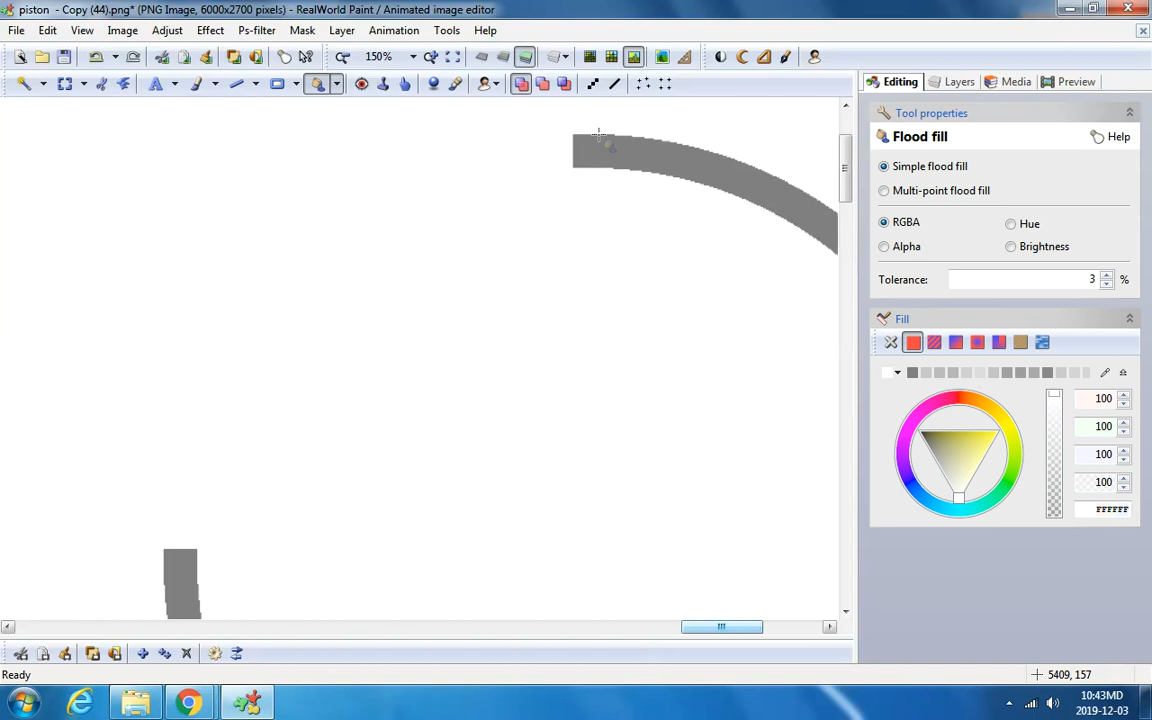 piston - Copy (44).png* (PNG Image, 6000x2700 pixels) - RealWorld Paint / Animated image editor
File Edit View Image Adjust Effect Ps-filter Mask Layer Animation Tools Help
150%
Editing Layers Media Preview
Tool properties
Flood fill Help
Simple flood fill
Multi-point flood fill
RGBA Hue
Alpha Brightness
Tolerance: 3 %
Fill
100
100
100
100
FFFFFF
Ready 5409, 157
10:43MD
2019-12-03